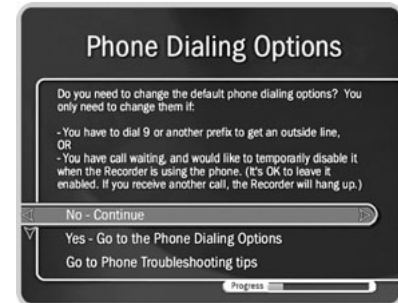 Phone Dialing Options
Do you need to change the default phone dialing options? You
only need to change them if:
- You have to dial 9 or another prefix to get an outside line,
OR
- You have call waiting, and would like to temporarily disable it
when the Recorder is using the phone. (It's OK to leave it
enabled. If you receive another call, the Recorder will hang up.)
No - Continue
Yes - Go to the Phone Dialing Options
Go to Phone Troubleshooting tips
Progress